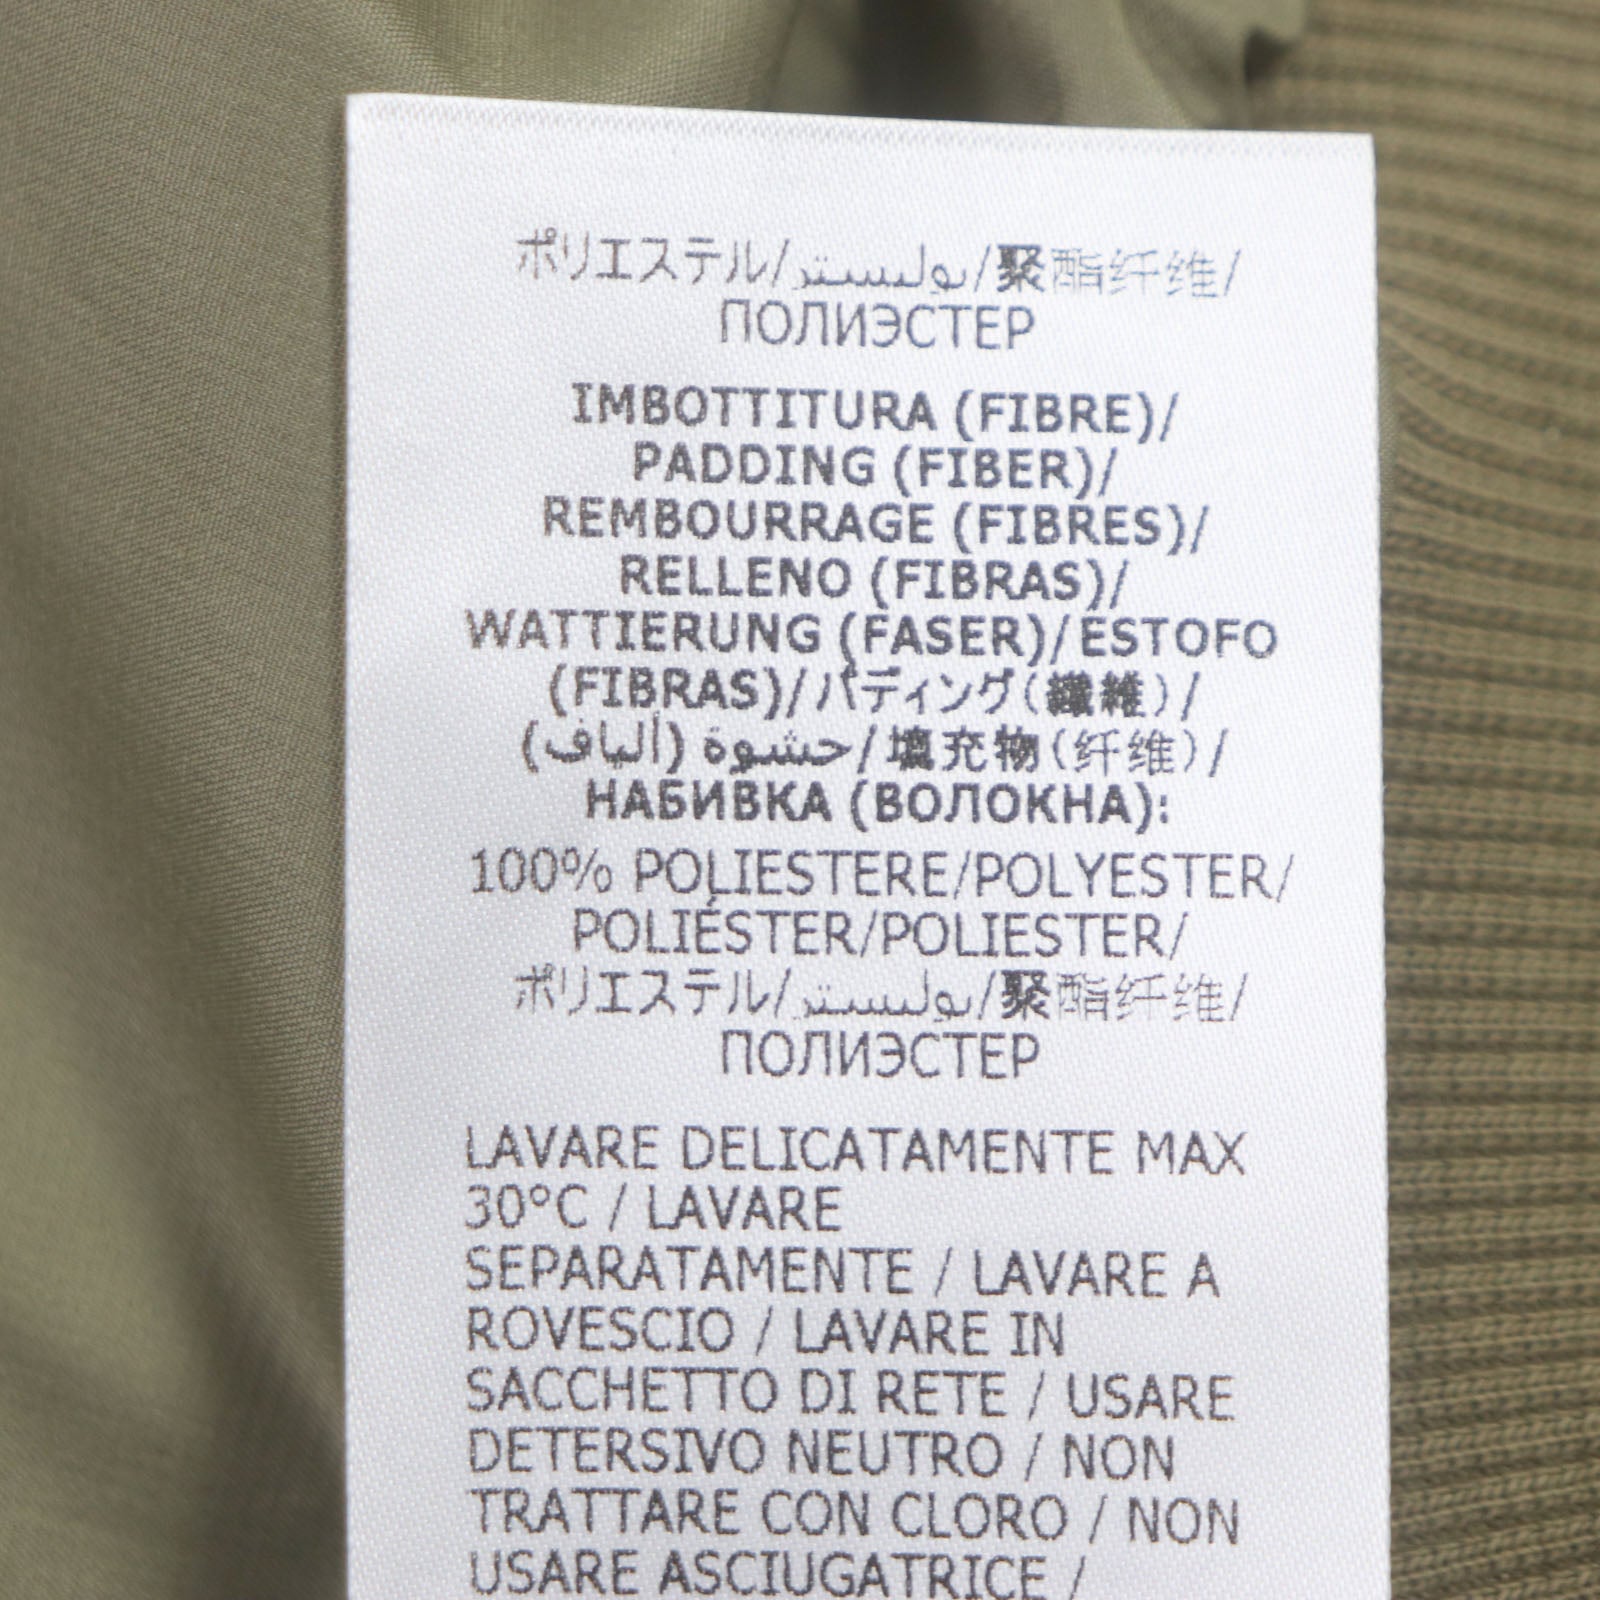 ポリエステル/بوليستر/聚酯纤维/
ПОЛИЭСТЕР
IMBOTTITURA (FIBRE)/
PADDING (FIBER)/
REMBOURRAGE (FIBRES)/
RELLENO (FIBRAS)/
WATTIERUNG (FASER)/ESTOFO
(FIBRAS)/パディング(繊維)/
حشوة (ألياف)/填充物(纤维)/
НАБИВКА (ВОЛОКНА):
100% POLIESTERE/POLYESTER/
POLIÉSTER/POLIESTER/
ポリエステル/بوليستر/聚酯纤维/
ПОЛИЭСТЕР
LAVARE DELICATAMENTE MAX
30°C / LAVARE
SEPARATAMENTE / LAVARE A
ROVESCIO / LAVARE IN
SACCHETTO DI RETE / USARE
DETERSIVO NEUTRO / NON
TRATTARE CON CLORO / NON
USARE ASCIUGATRICE /